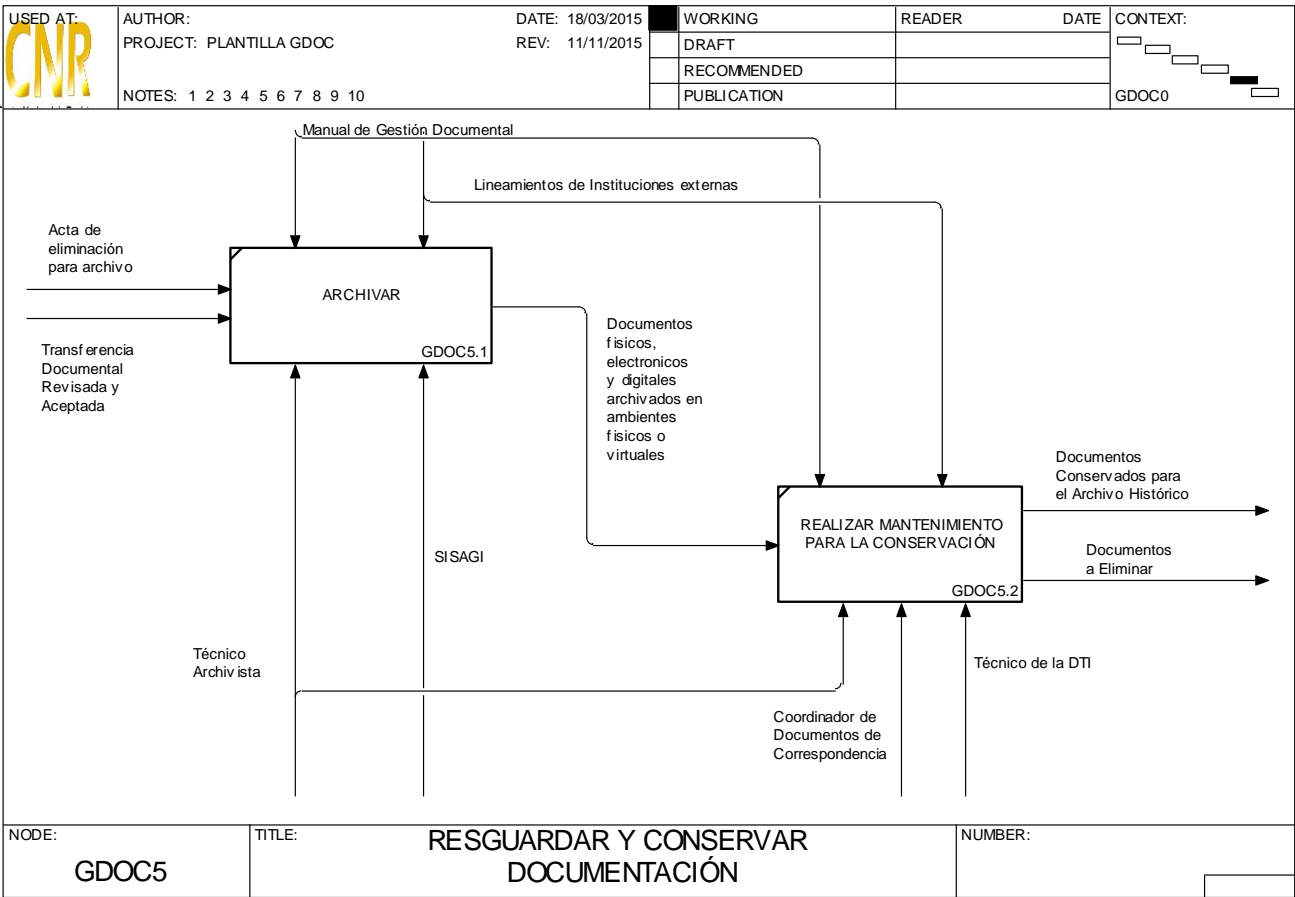 USED AT:
CNR
AUTHOR:
DATE: 18/03/2015
PROJECT: PLANTILLA GDOC
REV: 11/11/2015
NOTES: 1 2 3 4 5 6 7 8 9 10
WORKING
DRAFT
RECOMMENDED
PUBLICATION
READER DATE
CONTEXT:
GDOC0
Manual de Gestión Documental
Lineamientos de Instituciones externas
Acta de
eliminación
para archivo
ARCHIVAR
GDOC5.1
Transferencia
Documental
Revisada y
Aceptada
Documentos
fisicos,
electronicos
y digitales
archivados en
ambientes
fisicos o
virtuales
Documentos
Conservados para
el Archivo Histórico
REALIZAR MANTENIMIENTO
PARA LA CONSERVACIÓN
GDOC5.2
Documentos
a Eliminar
SISAGI
Técnico
Archivista
Técnico de la DTI
Coordinador de
Documentos de
Correspondencia
NODE:
GDOC5
TITLE:
RESGUARDAR Y CONSERVAR
DOCUMENTACIÓN
NUMBER: